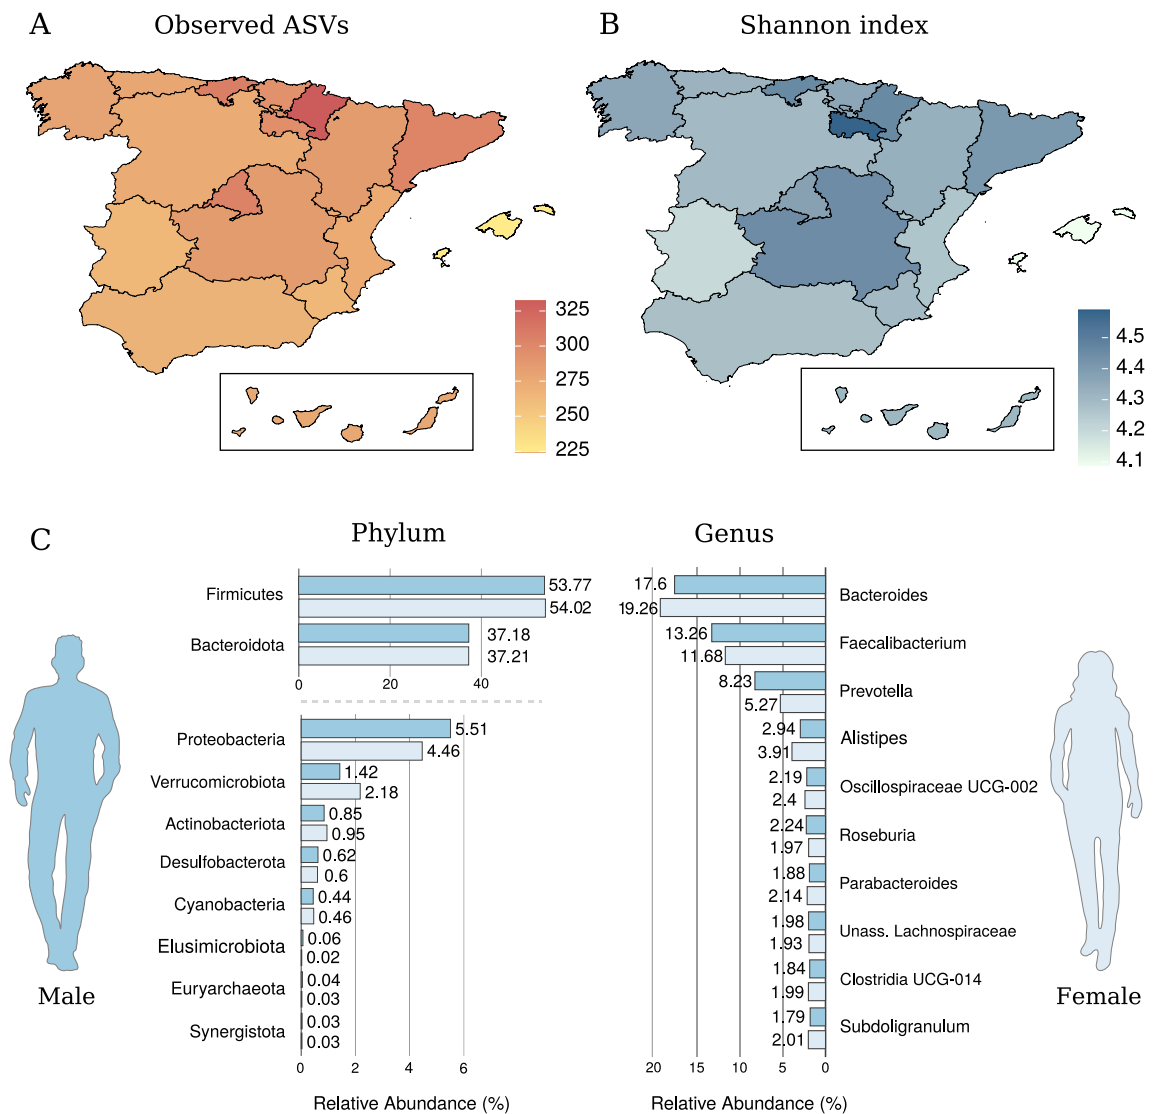 A
Observed ASVs
325
300
275
250
225
B
Shannon index
4.5
4.4
4.3
4.2
4.1
C
Phylum
Firmicutes
53.77
54.02
Bacteroidota
37.18
37.21
0
20
40
Proteobacteria
5.51
4.46
Verrucomicrobiota
1.42
2.18
Actinobacteriota
0.85
0.95
Desulfobacterota
0.62
0.6
Cyanobacteria
0.44
0.46
Elusimicrobiota
0.06
0.02
Euryarchaeota
0.04
0.03
Synergistota
0.03
0.03
0
2
4
6
Relative Abundance (%)
Male
Genus
17.6
19.26
Bacteroides
13.26
11.68
Faecalibacterium
8.23
5.27
Prevotella
2.94
3.91
Alistipes
2.19
2.4
Oscillospiraceae UCG-002
2.24
1.97
Roseburia
1.88
2.14
Parabacteroides
1.98
1.93
Unass. Lachnospiraceae
1.84
1.99
Clostridia UCG-014
1.79
2.01
Subdoligranulum
20
15
10
5
0
Relative Abundance (%)
Female